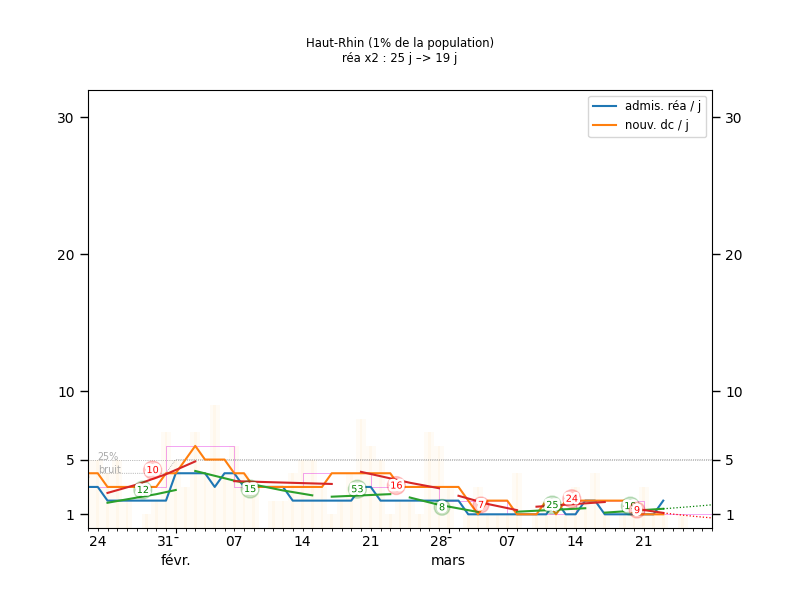 Haut-Rhin (1% de la population)
réa x2 : 25 j –> 19 j
admis. réa / j
nouv. dc / j
30 30
20 20
10 10
5 5
1 1
25%
bruit
10
12
15
53
16
8
7
25
24
9
24 31 07 14 21 28 07 14 21
févr. mars